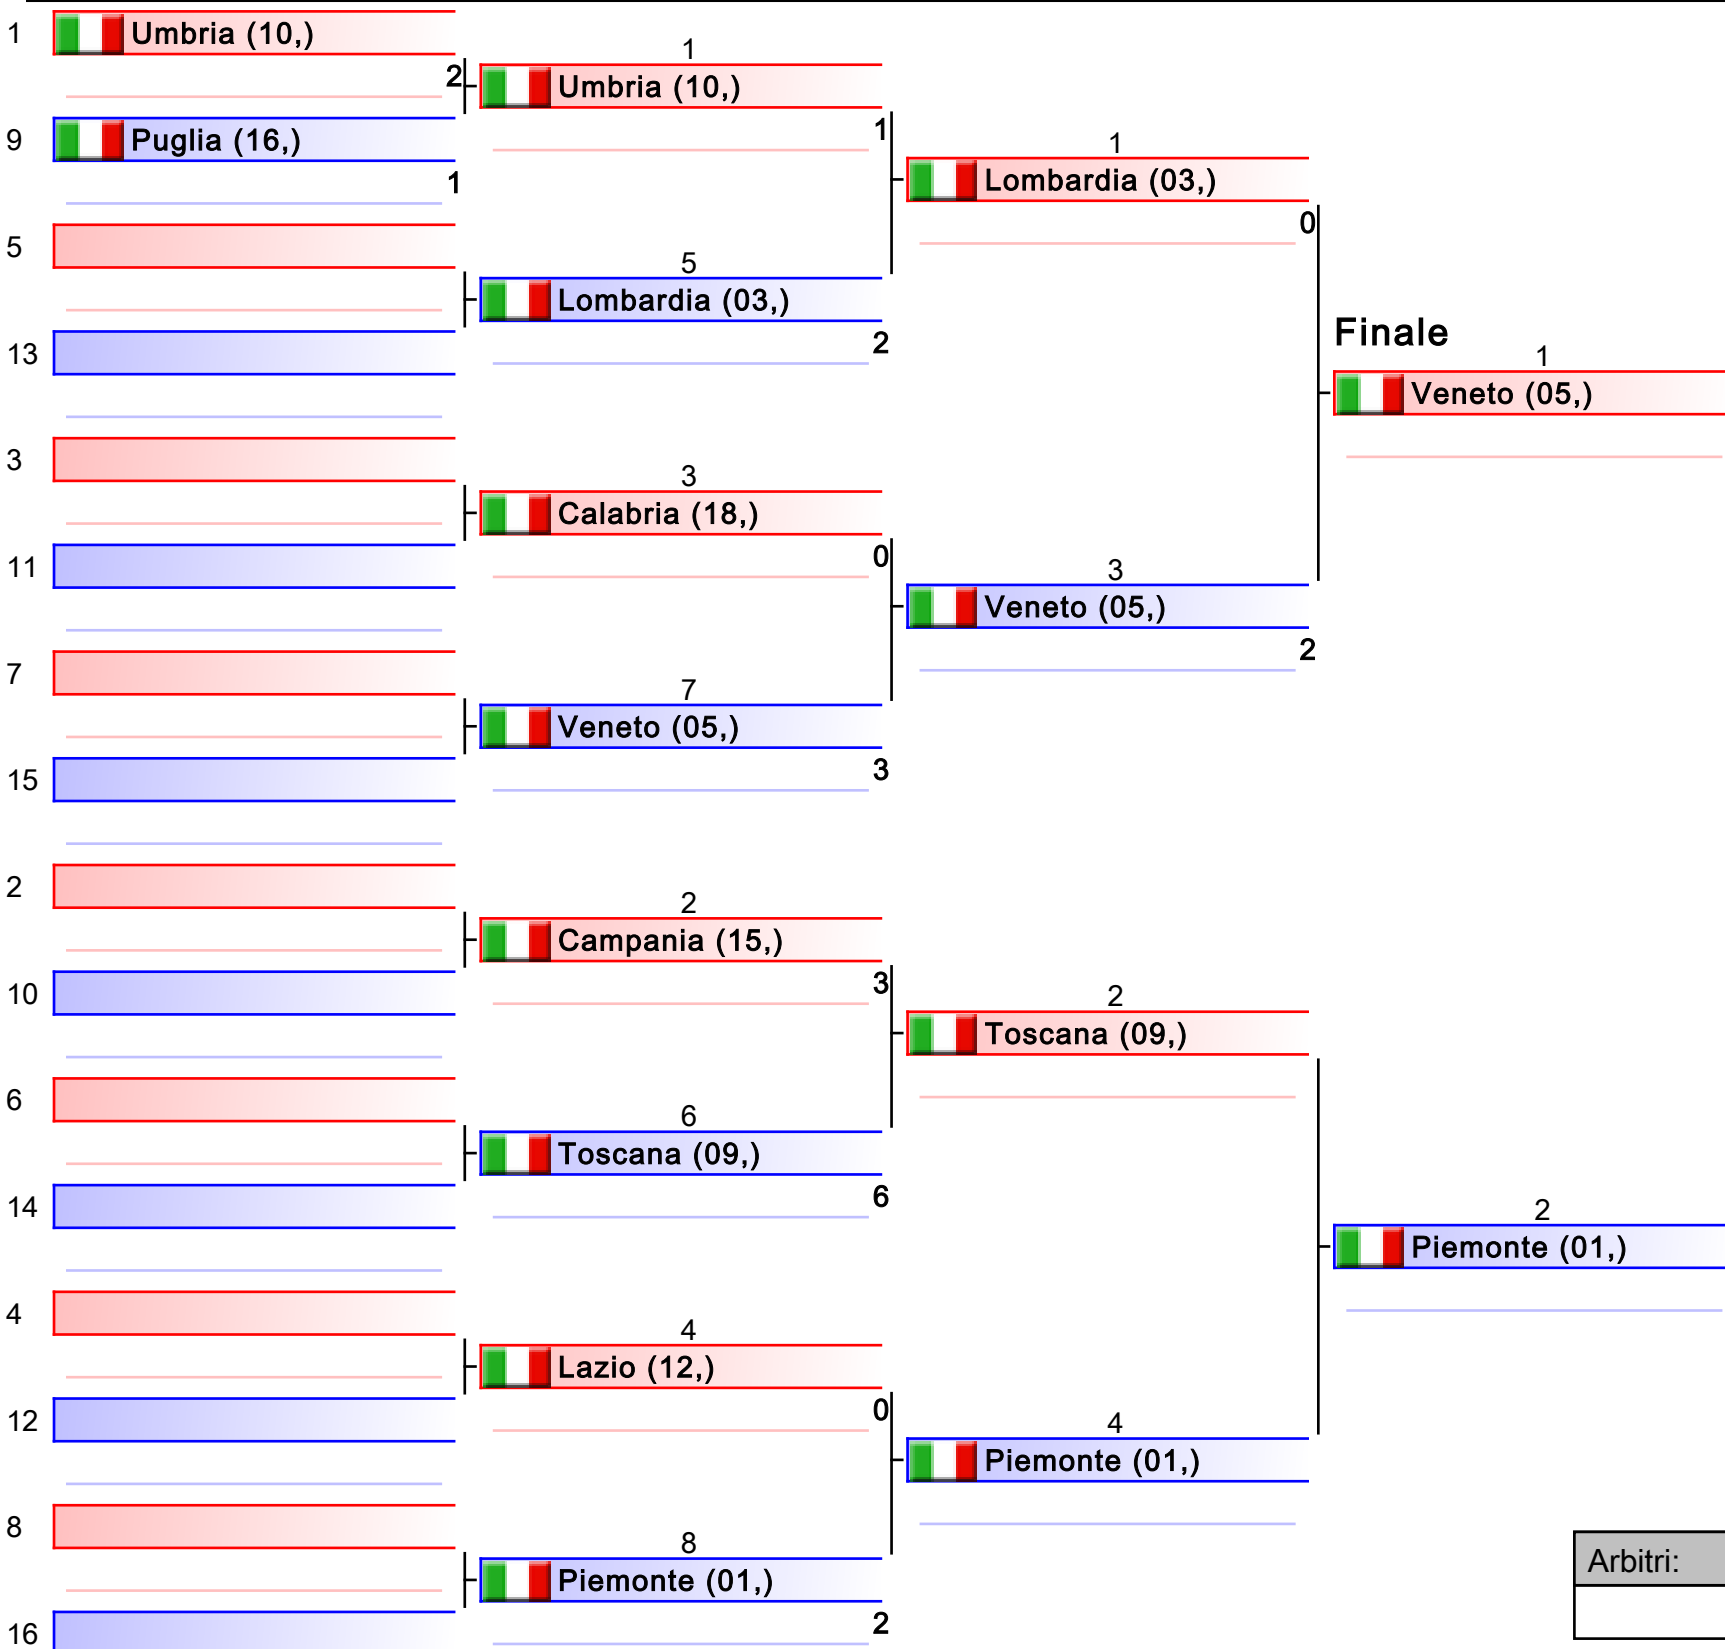 1 Umbria (10,)
2
9 Puglia (16,)
1
5
13
3
11
7
15
2
10
6
14
4
12
8
16
1
Umbria (10,)
1
5
Lombardia (03,)
2
3
Calabria (18,)
0
7
Veneto (05,)
3
2
Campania (15,)
3
6
Toscana (09,)
6
4
Lazio (12,)
0
8
Piemonte (01,)
2
1
Lombardia (03,)
0
3
Veneto (05,)
2
2
Toscana (09,)
4
Piemonte (01,)
Finale
1
Veneto (05,)
2
Piemonte (01,)
Arbitri: